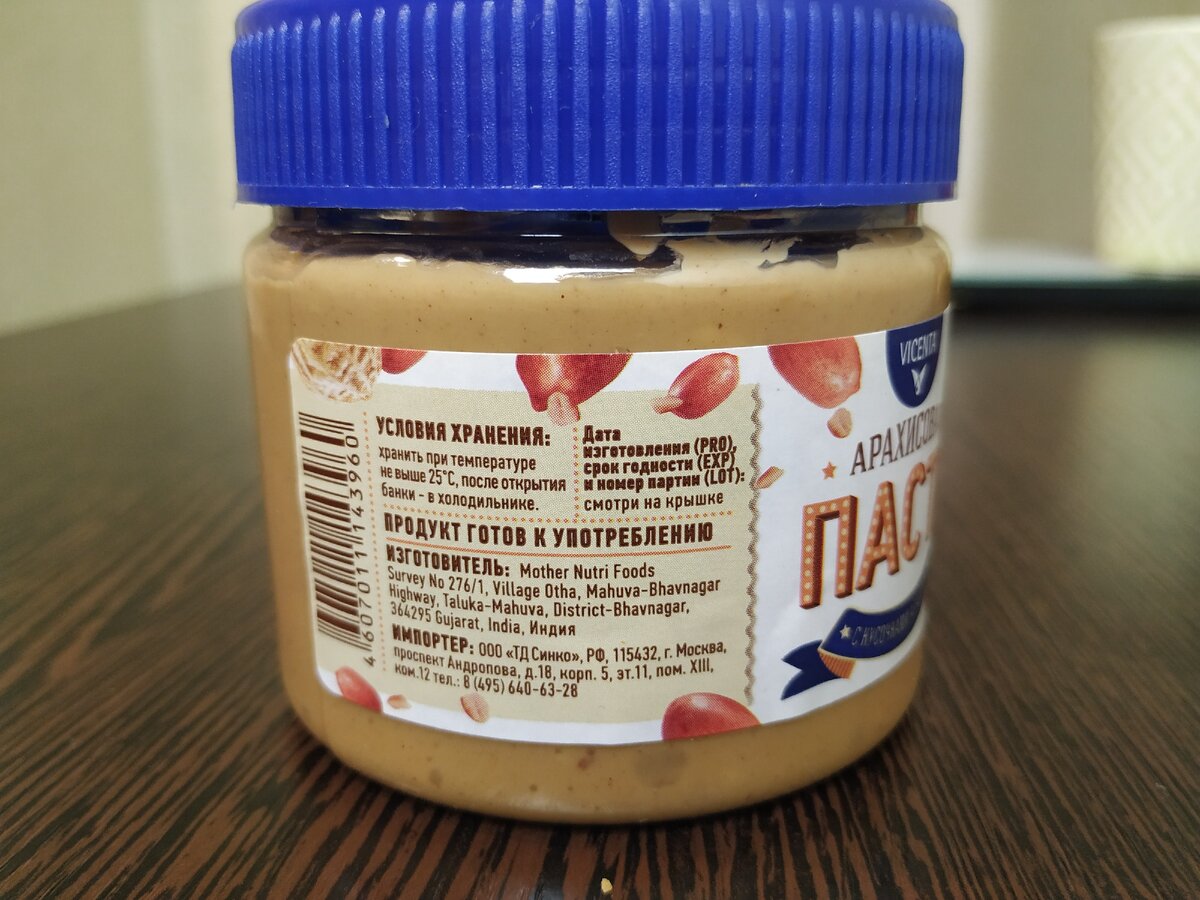 4 607011 143960
УСЛОВИЯ ХРАНЕНИЯ:
хранить при температуре
не выше 25°С, после открытия
банки - в холодильнике.
Дата
изготовления (PRO),
срок годности (EXP)
и номер партии (LOT):
смотри на крышке
ПРОДУКТ ГОТОВ К УПОТРЕБЛЕНИЮ
ИЗГОТОВИТЕЛЬ: Mother Nutri Foods
Survey No 276/1, Village Otha, Mahuva-Bhavnagar
Highway, Taluka-Mahuva, District-Bhavnagar,
364295 Gujarat, India, Индия
ИМПОРТЕР: ООО «ТД Синко», РФ, 115432, г. Москва,
проспект Андропова, д.18, корп. 5, эт.11, пом. XIII,
ком.12 тел.: 8 (495) 640-63-28
VICENTA
АРАХИСОВ
ПАСТ
С КУСОЧКАМИ